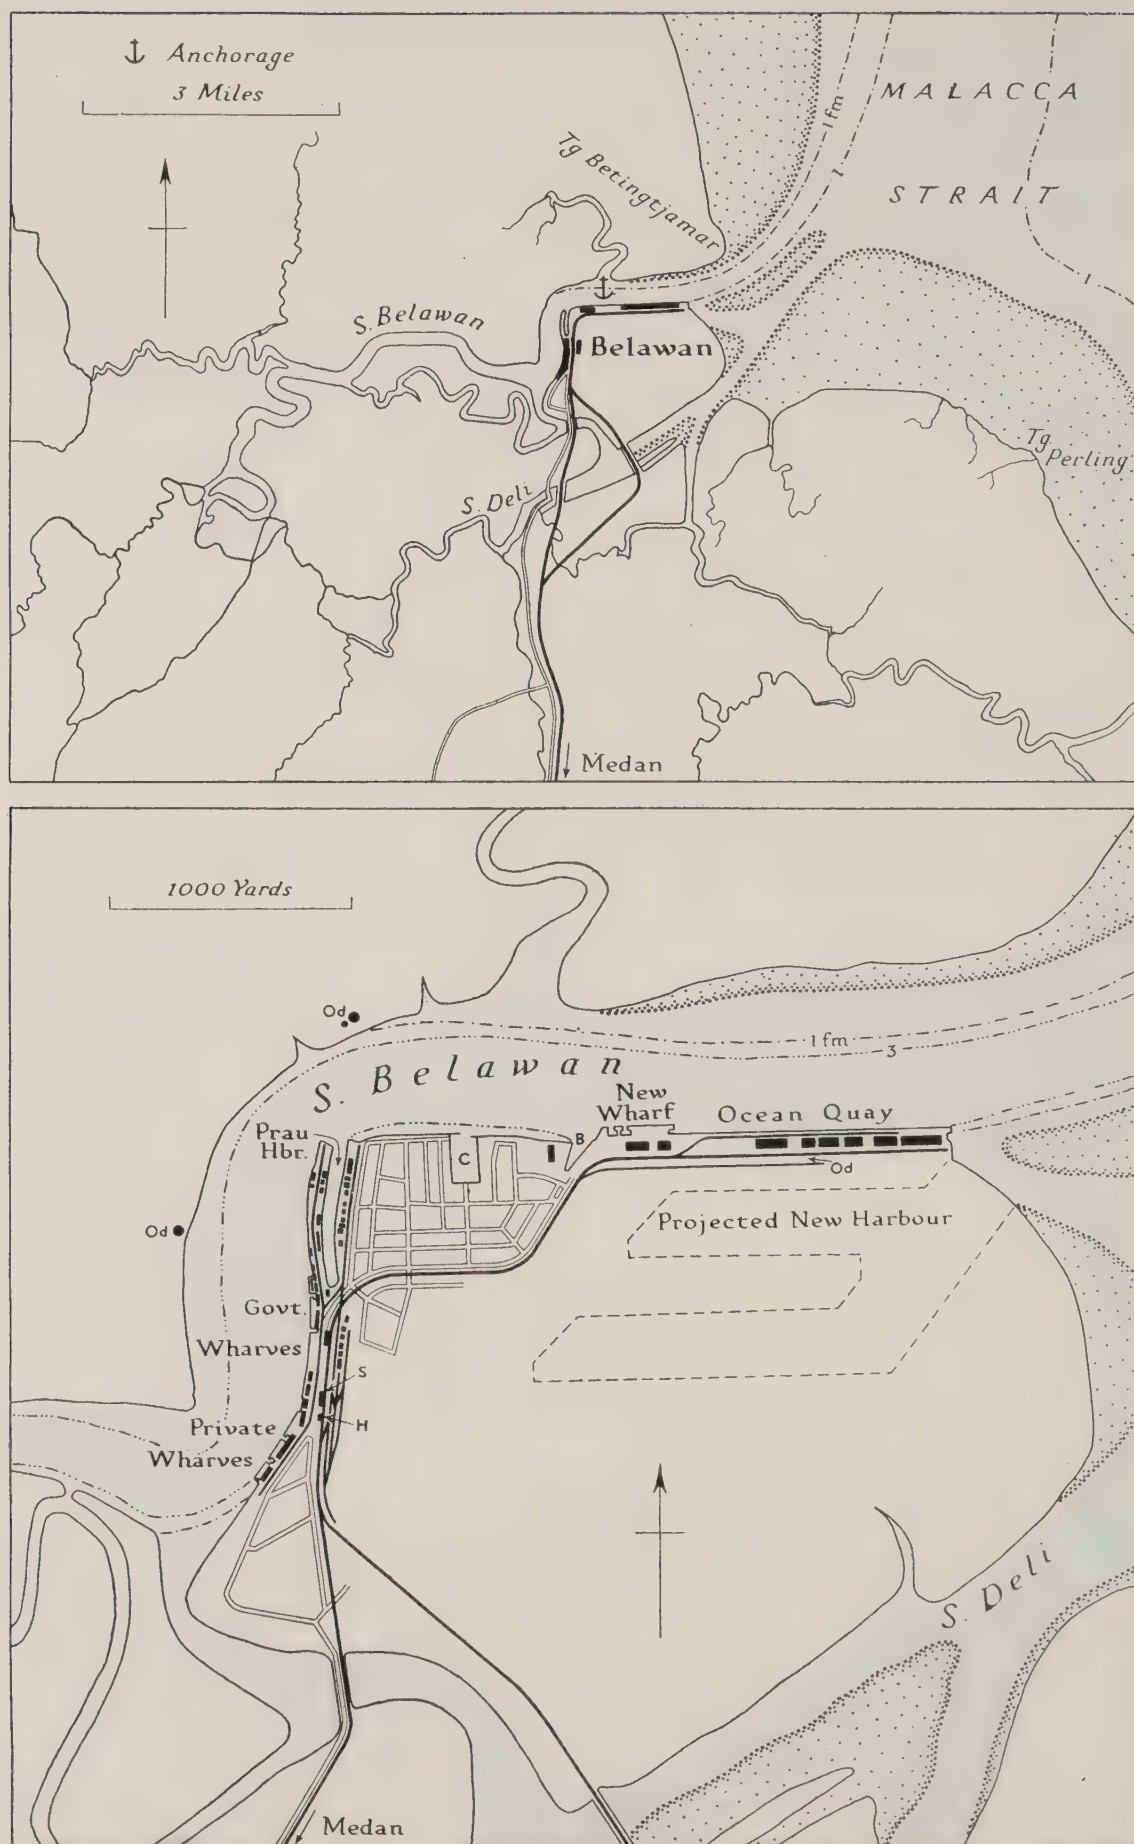 Anchorage
3 Miles
MALACCA
STRAIT
1 fm
1
1
Tg Betingtjamar
S. Belawan
Belawan
Tg
Perling
S. Deli
Medan
1000 Yards
Od
1 fm
3
S. Belawan
New
Wharf
Ocean Quay
Prau
Hbr.
B
C
Od
Od
Projected New Harbour
Govt.
Wharves
S
H
Private
Wharves
S. Deli
Medan